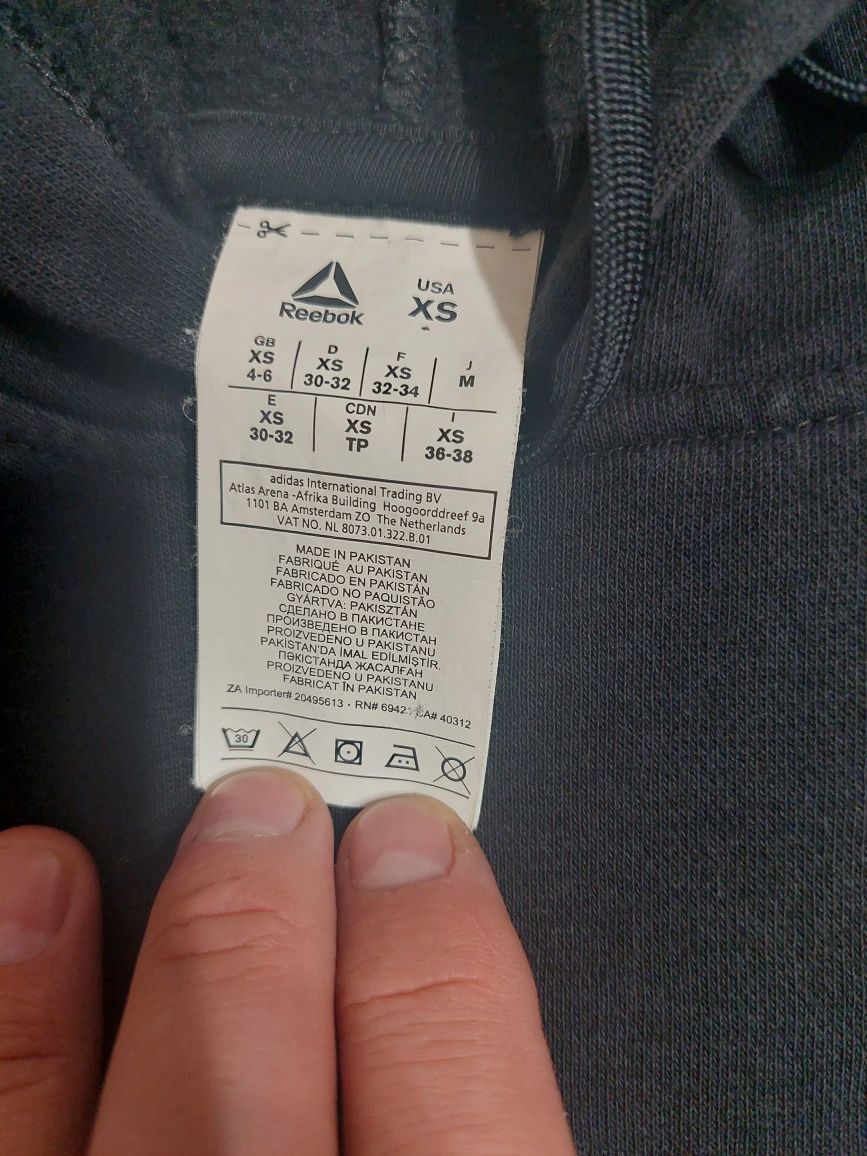 Reebok
USA
XS
GB
XS
4-6
D
XS
30-32
F
XS
32-34
J
M
E
XS
30-32
CDN
XS
TP
I
XS
36-38
adidas International Trading BV
Atlas Arena -Afrika Building Hoogoorddreef 9a
1101 BA Amsterdam ZO The Netherlands
VAT NO. NL 8073.01.322.B.01
MADE IN PAKISTAN
FABRIQUÉ AU PAKISTAN
FABRICADO EN PAKISTÁN
FABRICADO NO PAQUISTÃO
GYÁRTVA: PAKISZTÁN
СДЕЛАНО В ПАКИСТАНЕ
ПРОИЗВЕДЕНО В ПАКИСТАН
PROIZVEDENO U PAKISTANU
PAKİSTAN'DA İMAL EDİLMİŞTİR.
ПӘКІСТАНДА ЖАСАЛҒАН
PROIZVEDENO U PAKISTANU
FABRICAT ÎN PAKISTAN
ZA Importer# 20495613 · RN# CA# 40312
30